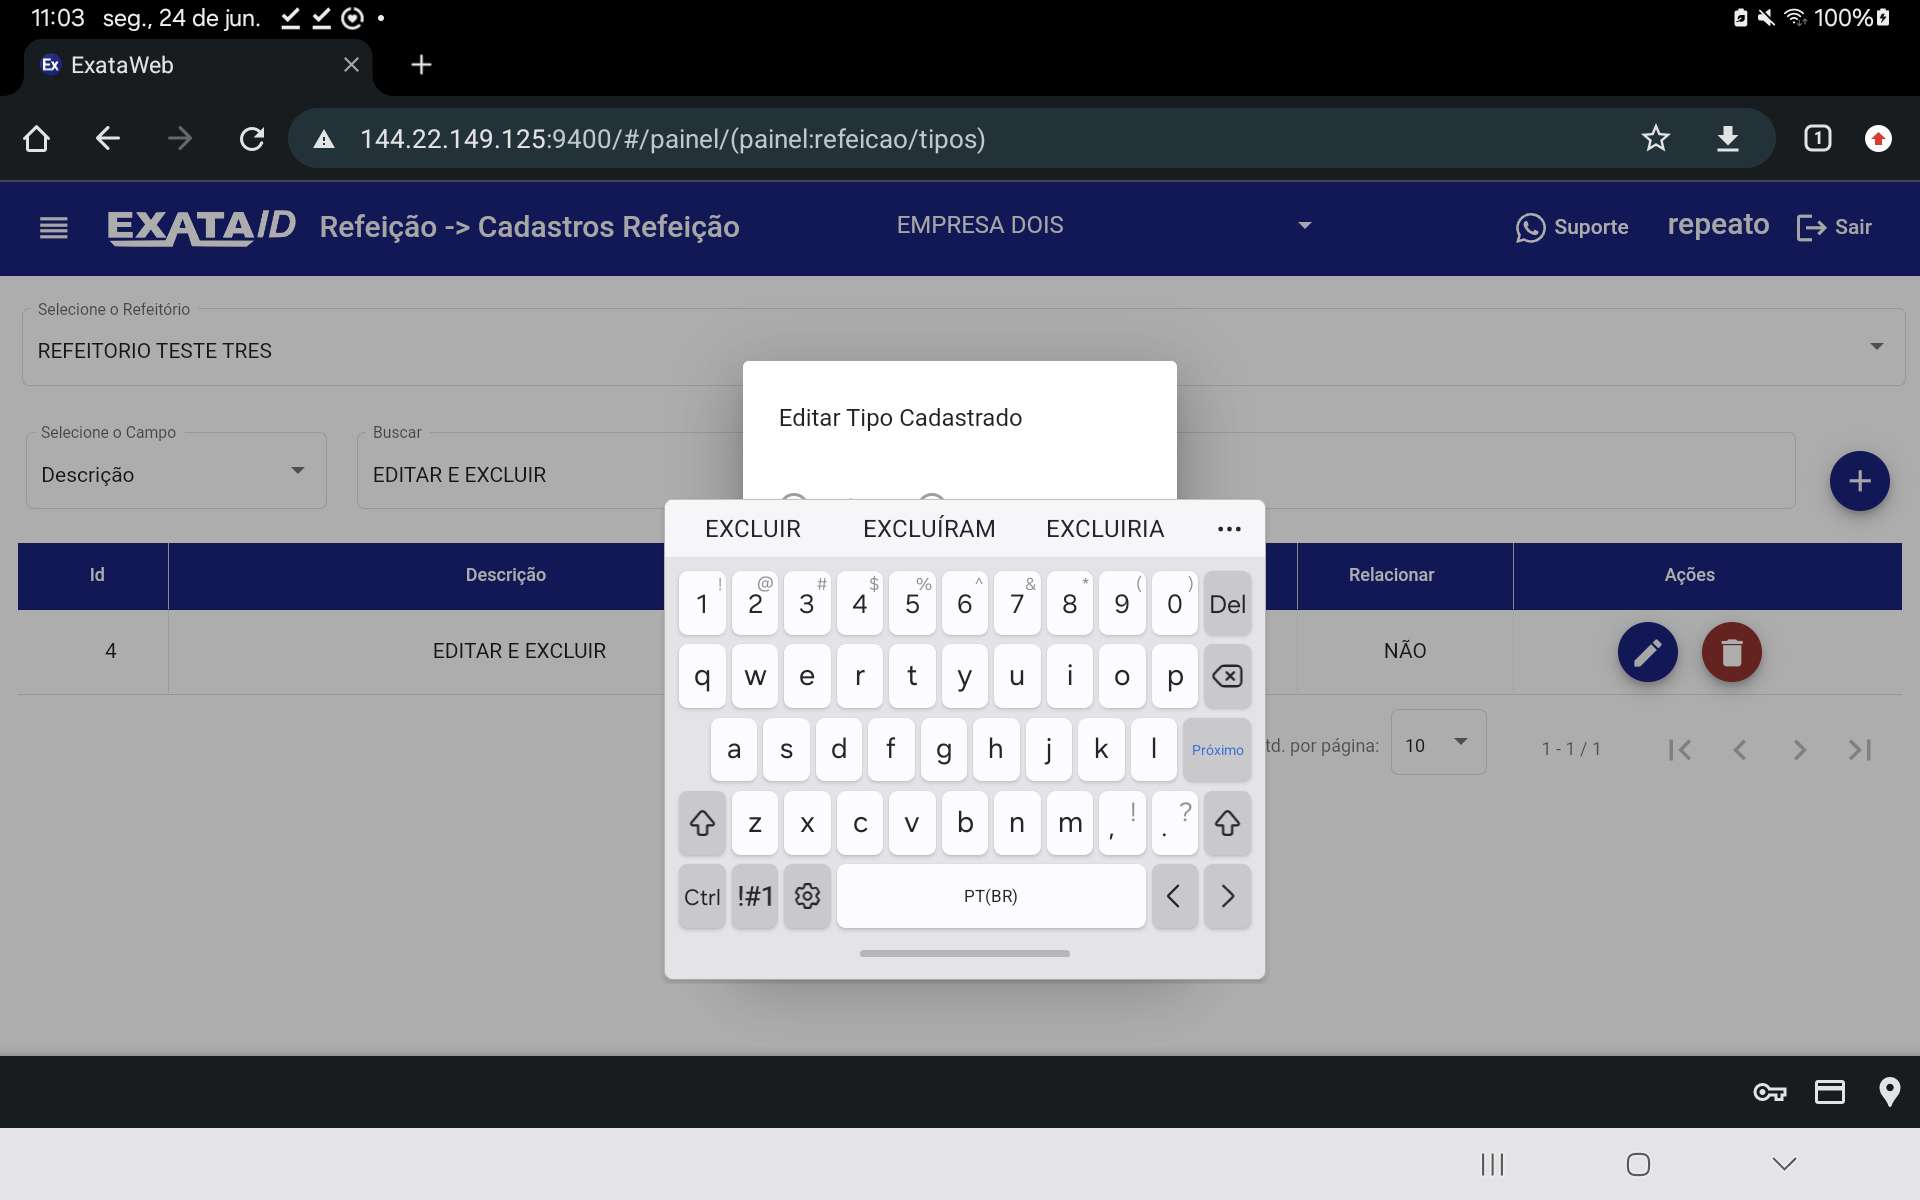 11:03 seg., 24 de jun. 100%
Ex ExataWeb
144.22.149.125:9400/#/painel/(painel:refeicao/tipos) 1
EXATAID Refeição -> Cadastros Refeição EMPRESA DOIS Suporte repeato Sair
Selecione o Refeitório
REFEITORIO TESTE TRES
Editar Tipo Cadastrado
Selecione o Campo Buscar
Descrição EDITAR E EXCLUIR +
EXCLUIR EXCLUÍRAM EXCLUIRIA ...
Id Descrição Relacionar Ações
4 EDITAR E EXCLUIR NÃO
! @ # $ % ^ & * ( )
1 2 3 4 5 6 7 8 9 0 Del
q w e r t y u i o p
a s d f g h j k l Próximo
td. por página: 10 1 - 1 / 1
z x c v b n m , ! . ?
Ctrl !#1 PT(BR) < >